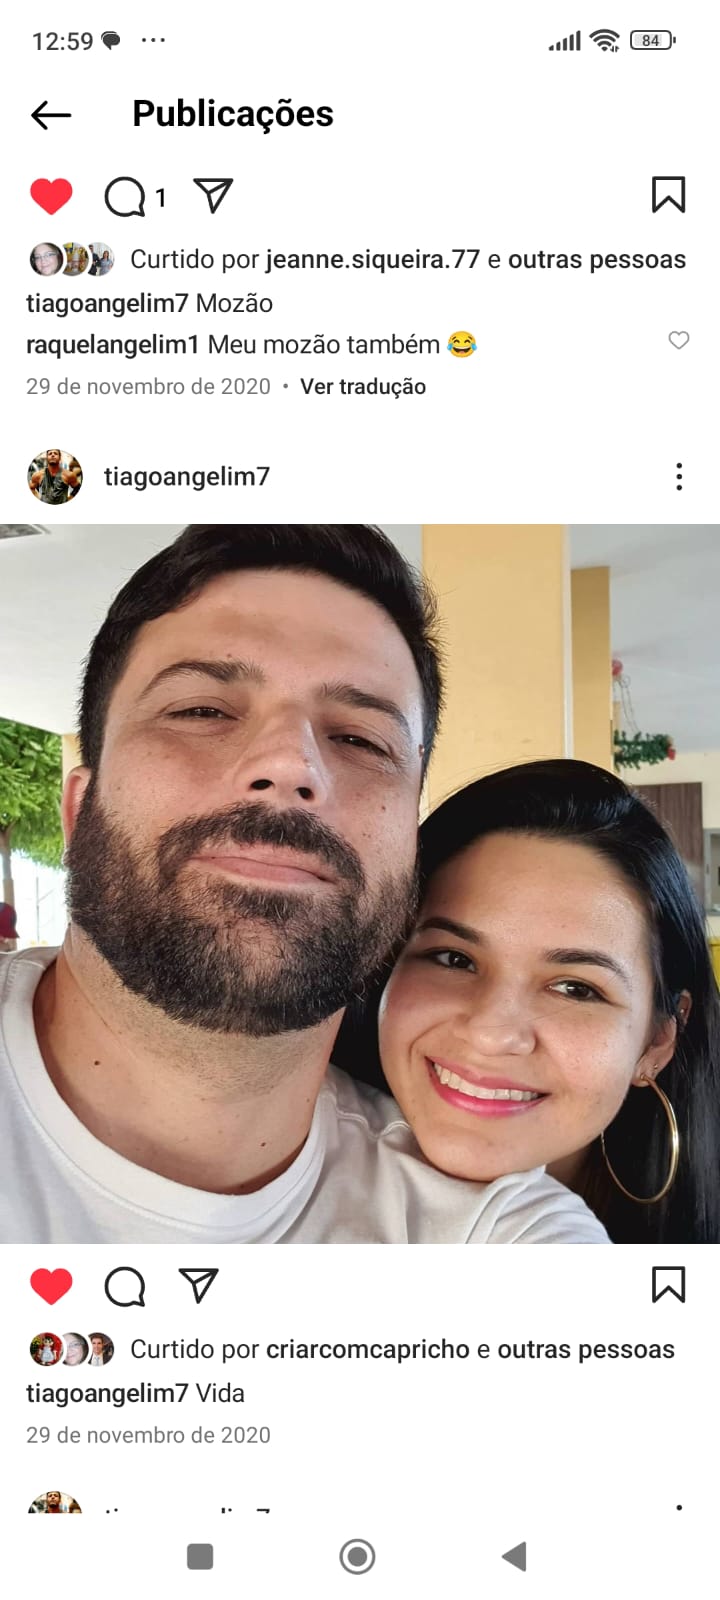 12:59
84
Publicações
1
Curtido por jeanne.siqueira.77 e outras pessoas
tiagoangelim7 Mozão
raquelangelim1 Meu mozão também 😂
29 de novembro de 2020 • Ver tradução
tiagoangelim7
Curtido por criarcomcapricho e outras pessoas
tiagoangelim7 Vida
29 de novembro de 2020